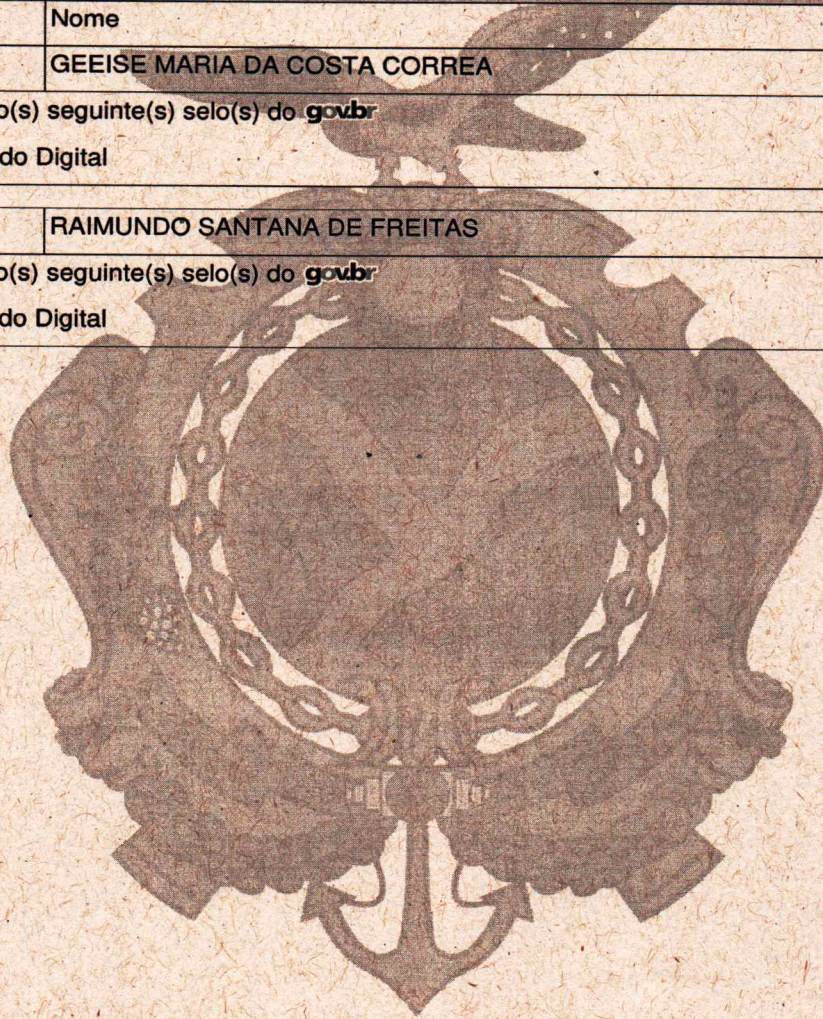 Nome
GEEISE MARIA DA COSTA CORREA
o(s) seguinte(s) selo(s) do gov.br
do Digital
RAIMUNDO SANTANA DE FREITAS
o(s) seguinte(s) selo(s) do gov.br
do Digital